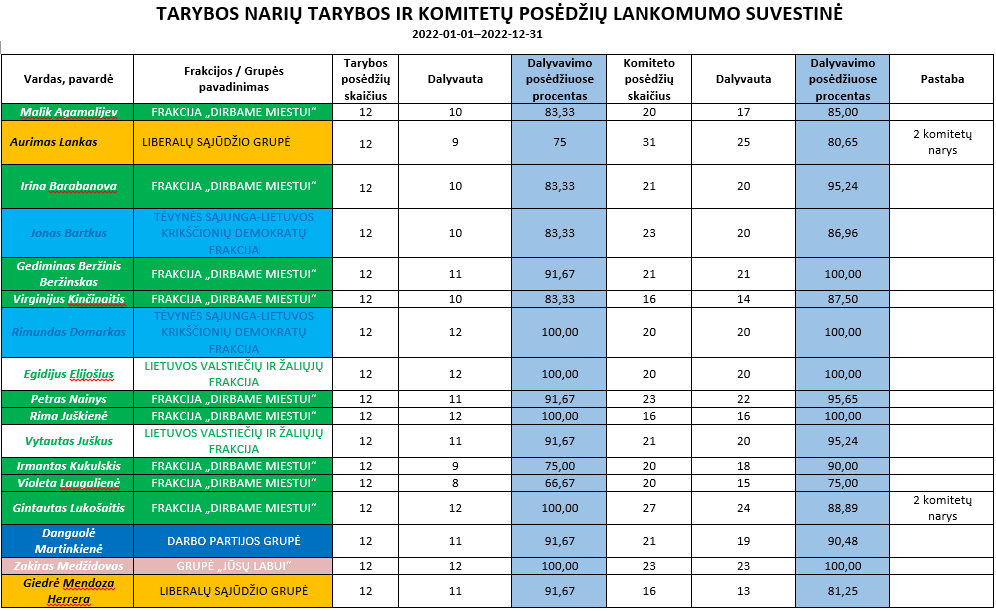 TARYBOS NARIŲ TARYBOS IR KOMITETŲ POSĖDŽIŲ LANKOMUMO SUVESTINĖ
2022-01-01–2022-12-31
Vardas, pavardė Frakcijos / Grupės pavadinimas Tarybos posėdžių skaičius Dalyvauta Dalyvavimo posėdžiuose procentas Komiteto posėdžių skaičius Dalyvauta Dalyvavimo posėdžiuose procentas Pastaba
Malik Agamalijev FRAKCIJA „DIRBAME MIESTUI“ 12 10 83,33 20 17 85,00
Aurimas Lankas LIBERALŲ SĄJŪDŽIO GRUPĖ 12 9 75 31 25 80,65 2 komitetų narys
Irina Barabanova FRAKCIJA „DIRBAME MIESTUI“ 12 10 83,33 21 20 95,24
Jonas Bartkus TĖVYNĖS SĄJUNGA-LIETUVOS KRIKŠČIONIŲ DEMOKRATŲ FRAKCIJA 12 10 83,33 23 20 86,96
Gediminas Beržinis Beržinskas FRAKCIJA „DIRBAME MIESTUI“ 12 11 91,67 21 21 100,00
Virginijus Kinčinaitis FRAKCIJA „DIRBAME MIESTUI“ 12 10 83,33 16 14 87,50
Rimundas Domarkas TĖVYNĖS SĄJUNGA-LIETUVOS KRIKŠČIONIŲ DEMOKRATŲ FRAKCIJA 12 12 100,00 20 20 100,00
Egidijus Elijošius LIETUVOS VALSTIEČIŲ IR ŽALIŲJŲ FRAKCIJA 12 12 100,00 20 20 100,00
Petras Nainys FRAKCIJA „DIRBAME MIESTUI“ 12 11 91,67 23 22 95,65
Rima Juškienė FRAKCIJA „DIRBAME MIESTUI“ 12 12 100,00 16 16 100,00
Vytautas Juškus LIETUVOS VALSTIEČIŲ IR ŽALIŲJŲ FRAKCIJA 12 11 91,67 21 20 95,24
Irmantas Kukulskis FRAKCIJA „DIRBAME MIESTUI“ 12 9 75,00 20 18 90,00
Violeta Laugalienė FRAKCIJA „DIRBAME MIESTUI“ 12 8 66,67 20 15 75,00
Gintautas Lukošaitis FRAKCIJA „DIRBAME MIESTUI“ 12 12 100,00 27 24 88,89 2 komitetų narys
Danguolė Martinkienė DARBO PARTIJOS GRUPĖ 12 11 91,67 21 19 90,48
Zakiras Medžidovas GRUPĖ „JŪSŲ LABUI“ 12 12 100,00 23 23 100,00
Giedrė Mendoza Herrera LIBERALŲ SĄJŪDŽIO GRUPĖ 12 11 91,67 16 13 81,25